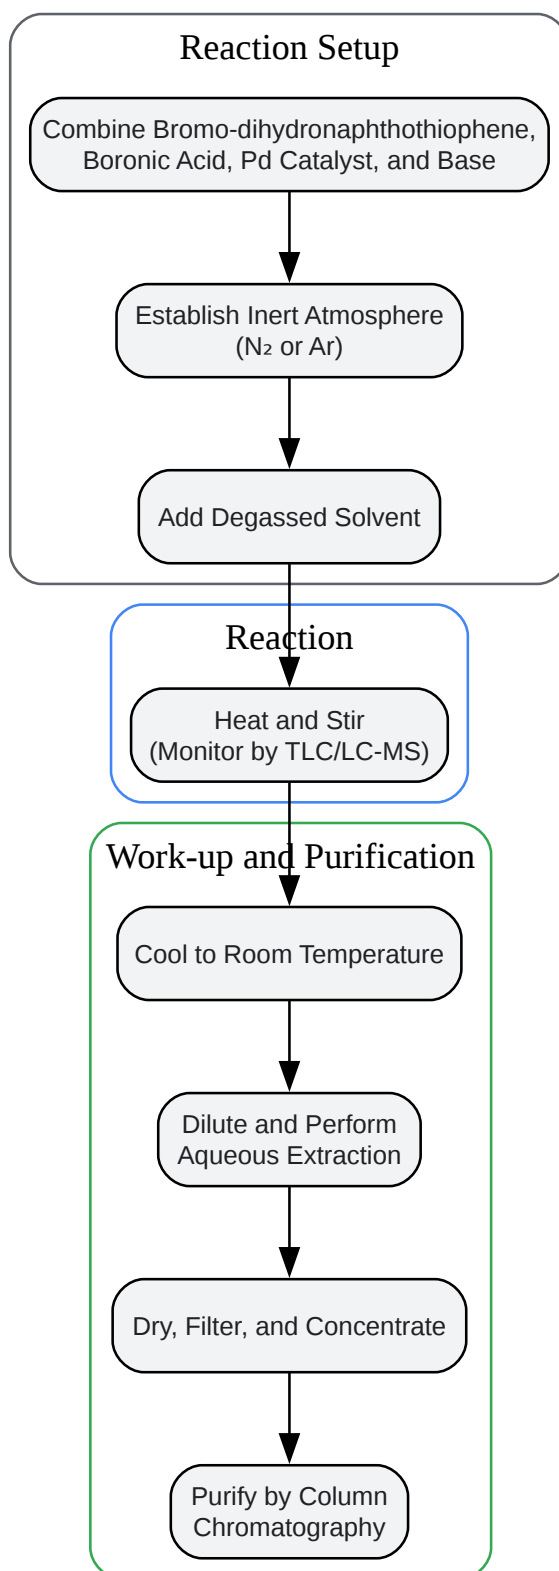 Reaction Setup
Combine Bromo-dihydronaphthothiophene,
Boronic Acid, Pd Catalyst, and Base
Establish Inert Atmosphere
(N₂ or Ar)
Add Degassed Solvent
Reaction
Heat and Stir
(Monitor by TLC/LC-MS)
Work-up and Purification
Cool to Room Temperature
Dilute and Perform
Aqueous Extraction
Dry, Filter, and Concentrate
Purify by Column
Chromatography